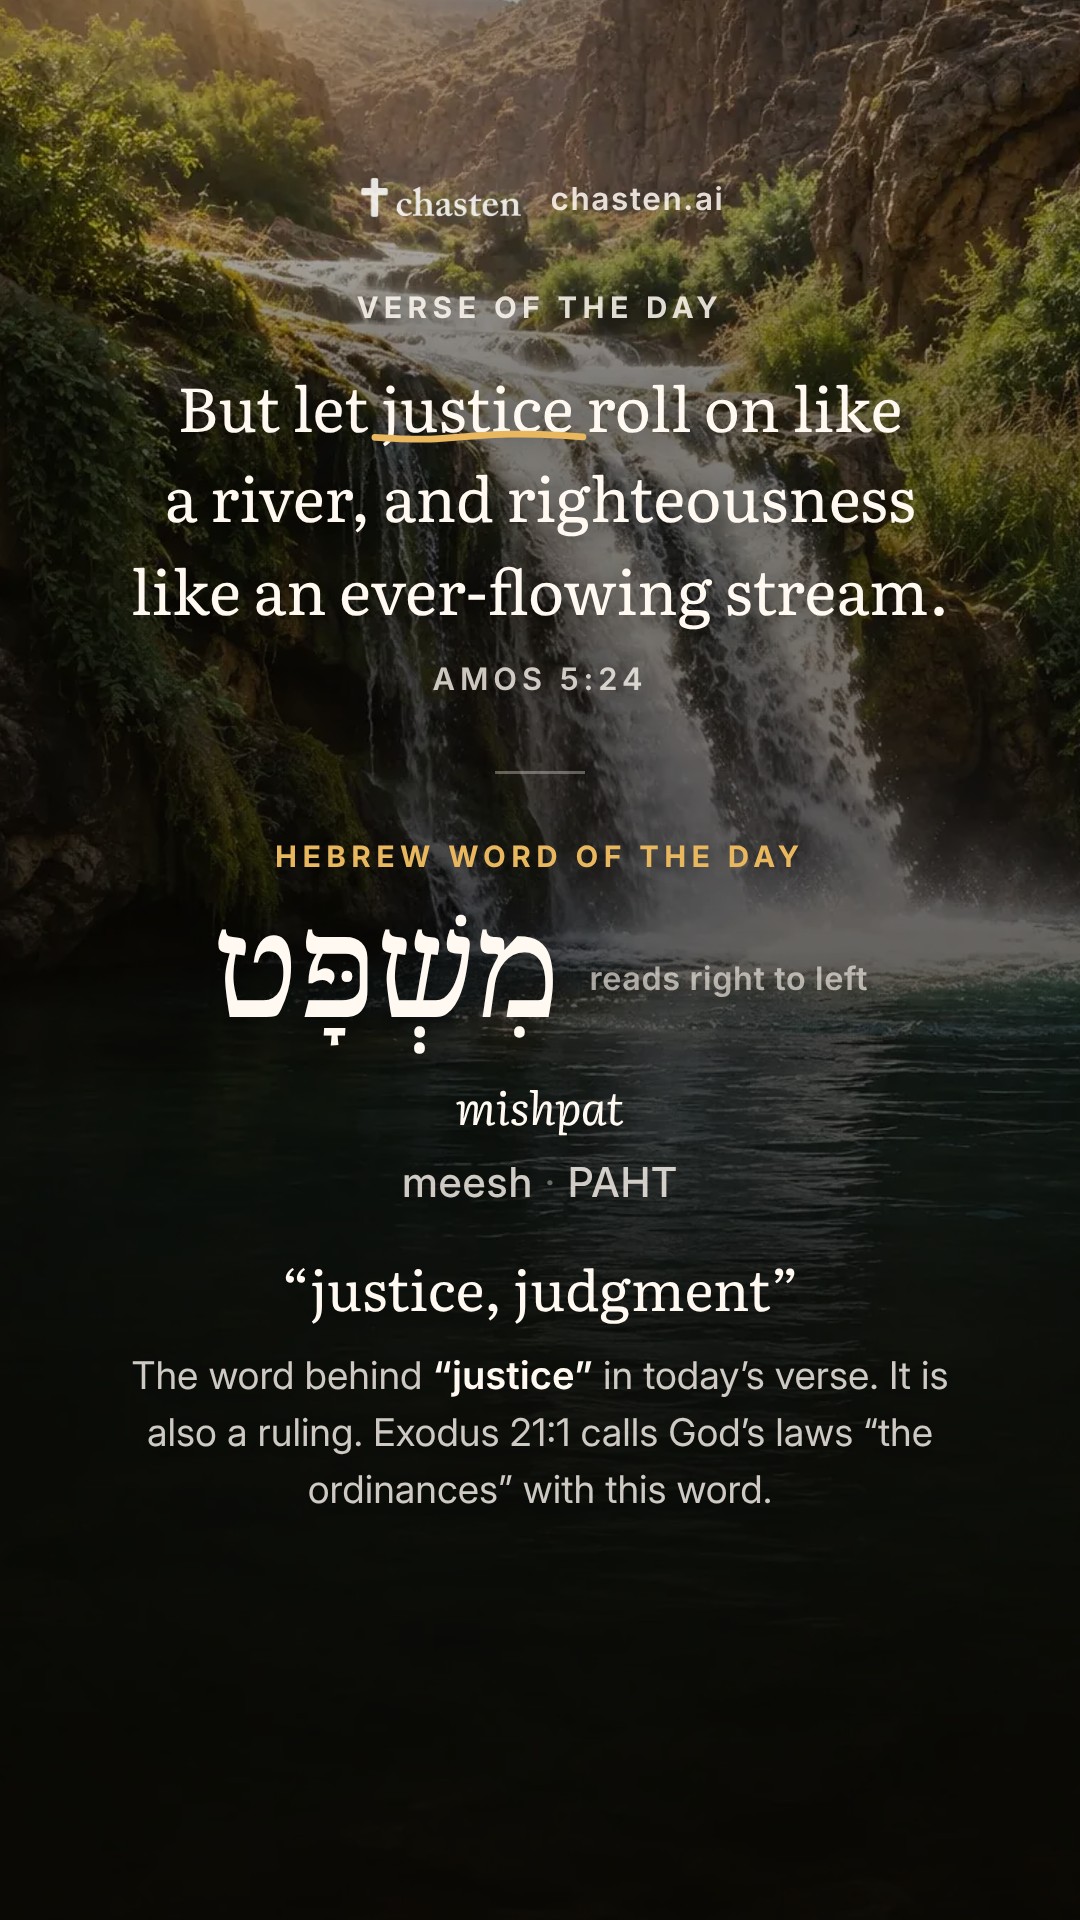 chasten chasten.ai
VERSE OF THE DAY
But let justice roll on like
a river, and righteousness
like an ever-flowing stream.
AMOS 5:24
HEBREW WORD OF THE DAY
מִשְׁפָּט reads right to left
mishpat
meesh · PAHT
“justice, judgment”
The word behind “justice” in today’s verse. It is
also a ruling. Exodus 21:1 calls God’s laws “the
ordinances” with this word.